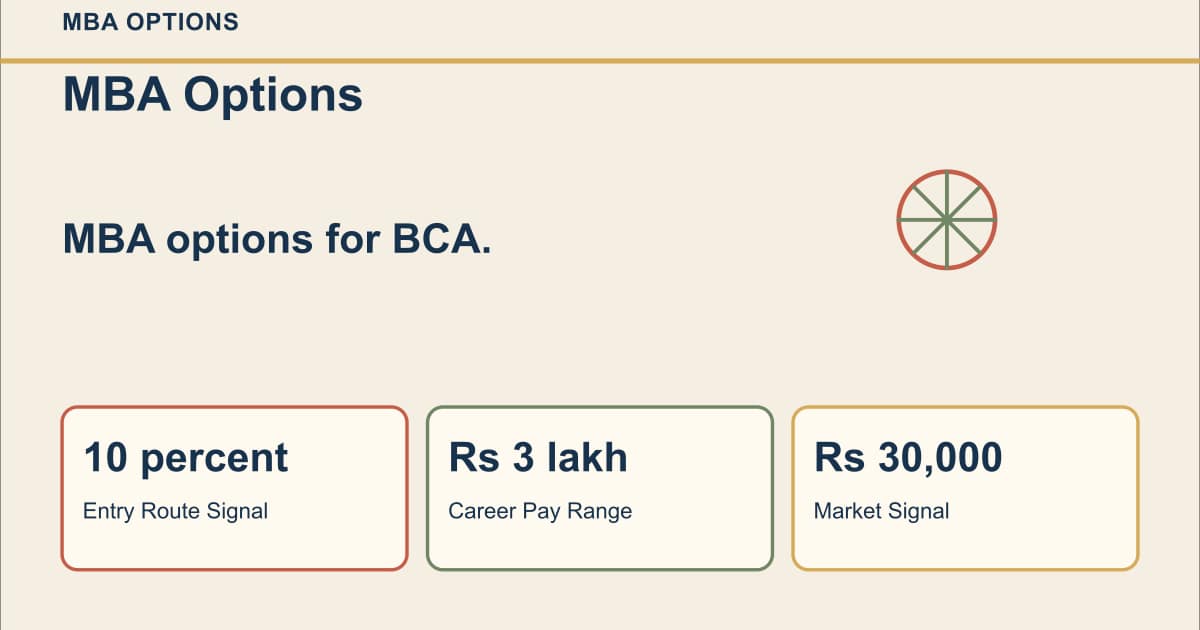 MBA OPTIONS
MBA Options
MBA options for BCA.
10 percent
Entry Route Signal
Rs 3 lakh
Career Pay Range
Rs 30,000
Market Signal